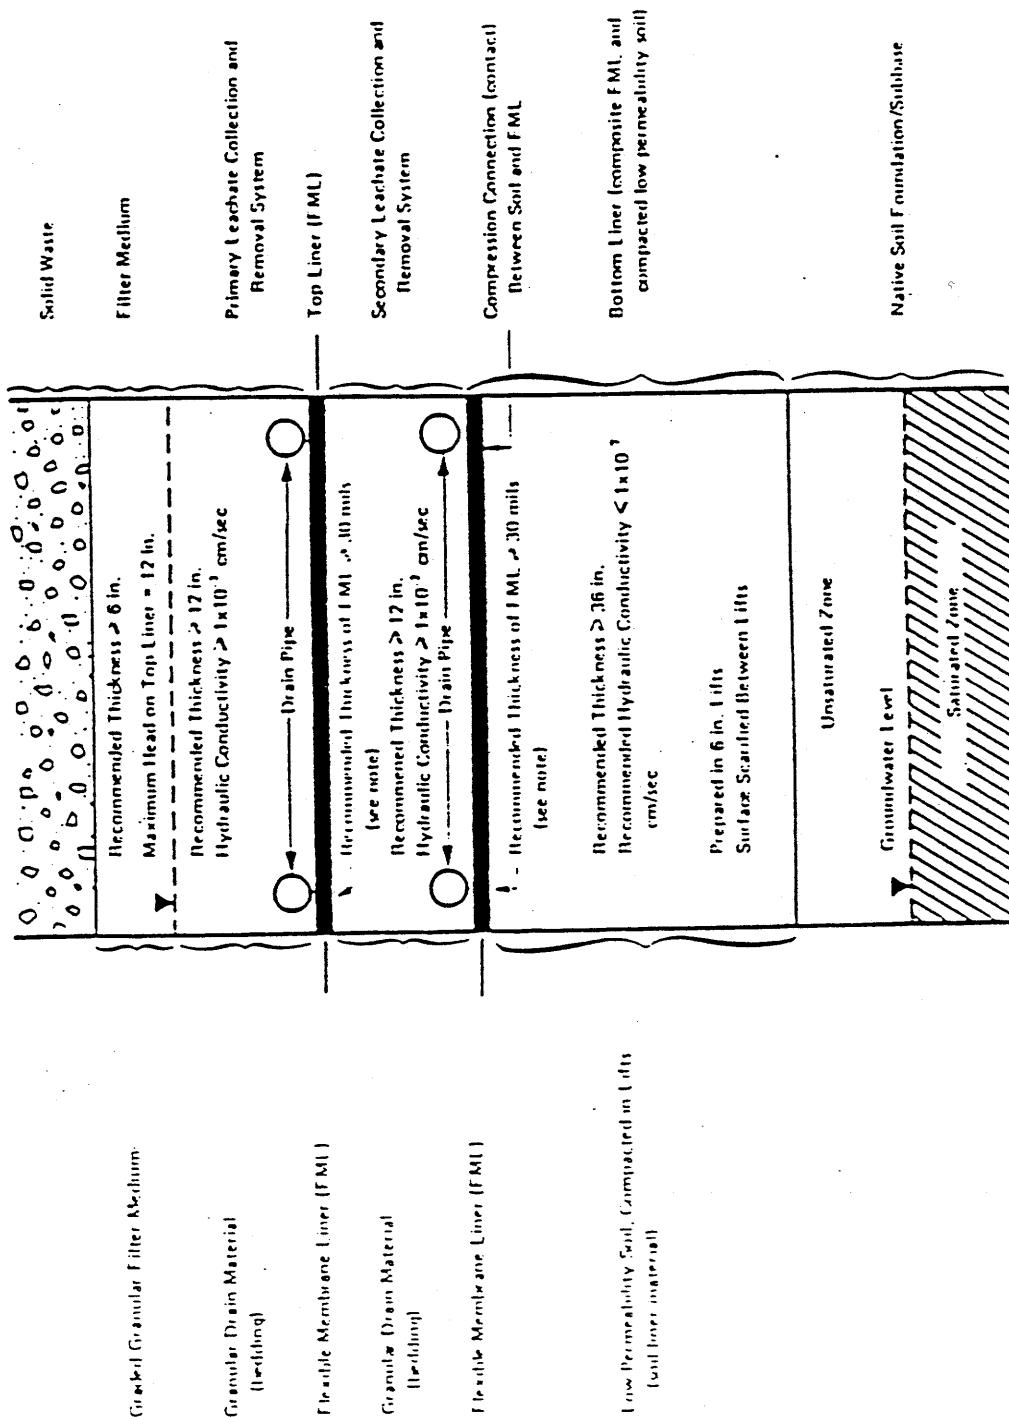 Solid Waste
Filter Medium
Primary Leachate Collection and
Removal System
Top Liner (FML)
Secondary Leachate Collection and
Removal System
Compression Connection (contact)
Between Soil and FML
Bottom Liner (composite FML and
compacted low permeability soil)
Native Soil Foundation/Subbase
Recommended Thickness ≥ 6 in.
Maximum Head on Top Liner = 12 in.
Recommended Thickness ≥ 12 in.
Hydraulic Conductivity ≥ 1x10⁻³ cm/sec
Drain Pipe
Recommended Thickness of FML ≥ 30 mils
(see note)
Recommened Thickness ≥ 12 in.
Hydraulic Conductivity ≥ 1x10⁻³ cm/sec
Drain Pipe
Recommended Thickness of FML ≥ 30 mils
(see note)
Recommended Thickness ≥ 36 in.
Recommended Hydraulic Conductivity ≤ 1x10⁻⁷
cm/sec
Prepared in 6 in. Lifts
Surface Scarified Between Lifts
Unsaturated Zone
Groundwater Level
Saturated Zone
Graded Granular Filter Medium
Granular Drain Material
(bedding)
Flexible Membrane Liner (FML)
Granular Drain Material
(bedding)
Flexible Membrane Liner (FML)
Low Permeability Soil, Compacted in Lifts
(soil liner material)